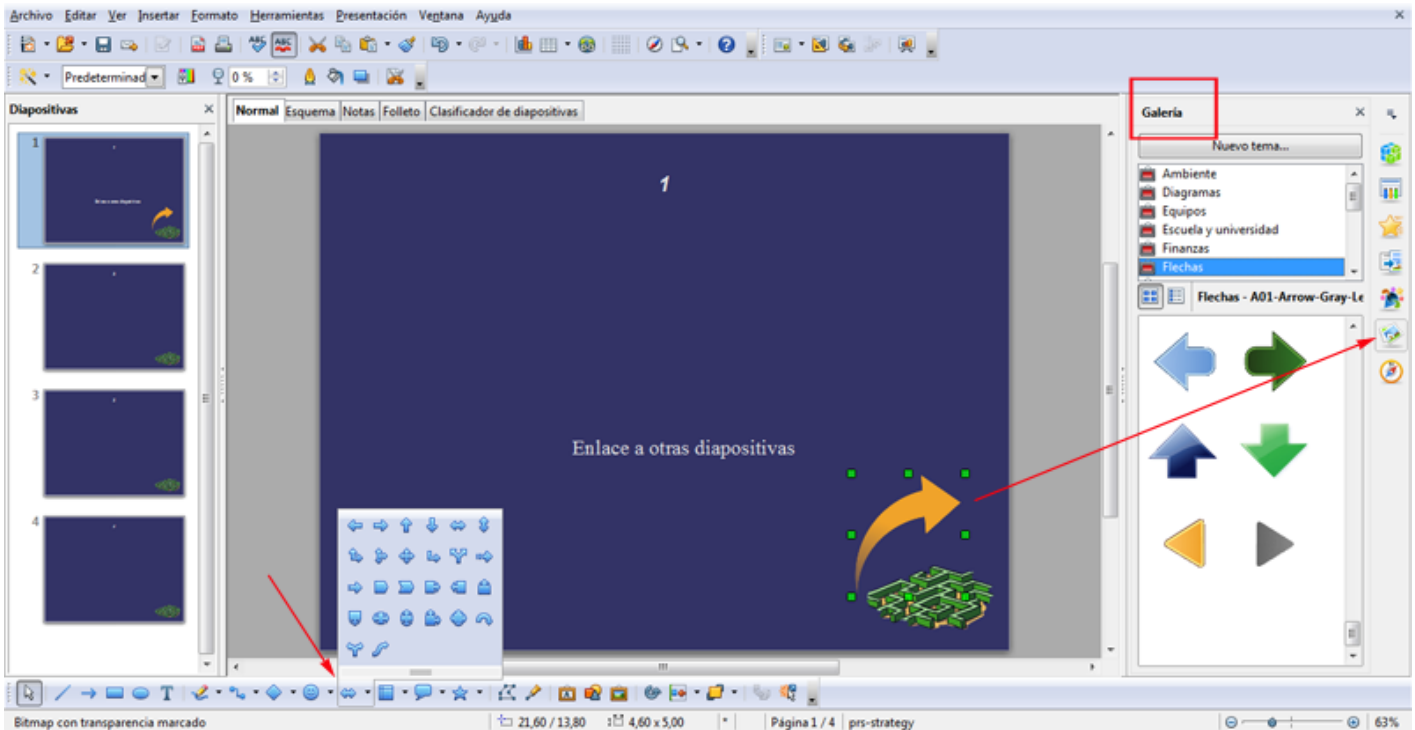 Archivo Editar Ver Insertar Formato Herramientas Presentación Ventana Ayuda
Predeterminad 0 %
Diapositivas
Normal Esquema Notas Folleto Clasificador de diapositivas
1
2
3
4
1
Enlace a otras diapositivas
Galería
Nuevo tema...
Ambiente
Diagramas
Equipos
Escuela y universidad
Finanzas
Flechas
Flechas - A01-Arrow-Gray-Le
Bitmap con transparencia marcado 21,60 / 13,80 4,60 x 5,00 * Página 1 / 4 prs-strategy 63%